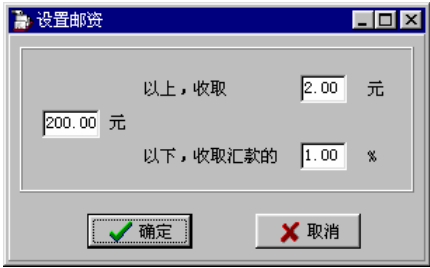 设置邮资
以上，收取 2.00 元
200.00 元
以下，收取汇款的 1.00 %
确定 取消